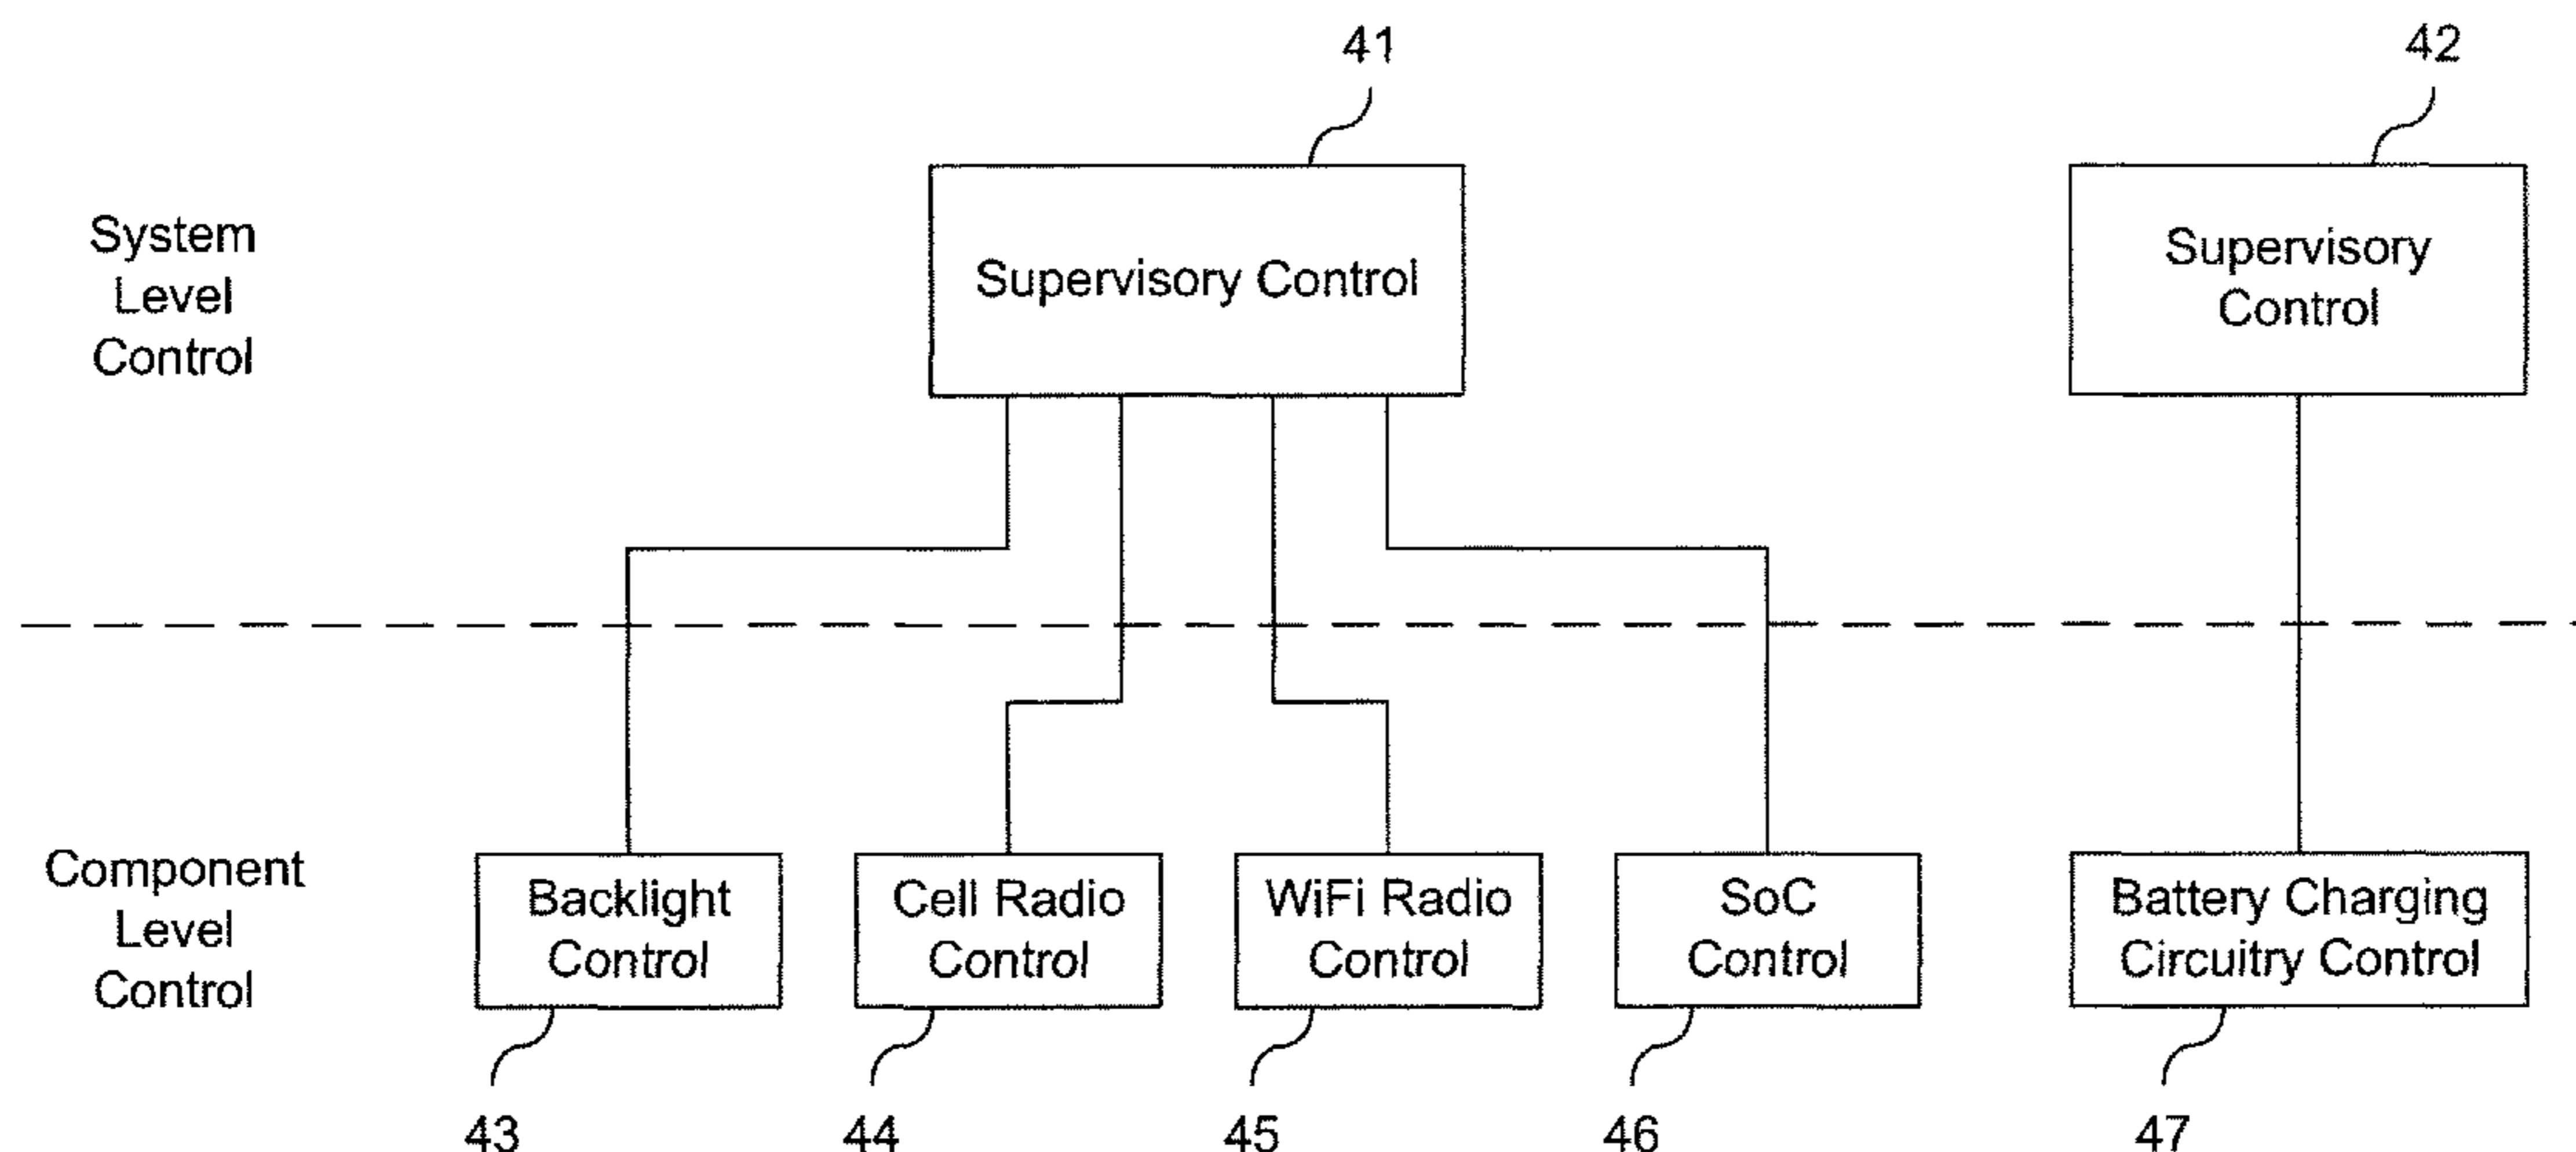 41
42
System
Level
Control
Supervisory Control
Supervisory
Control
Component
Level
Control
Backlight
Control
Cell Radio
Control
WiFi Radio
Control
SoC
Control
Battery Charging
Circuitry Control
43
44
45
46
47